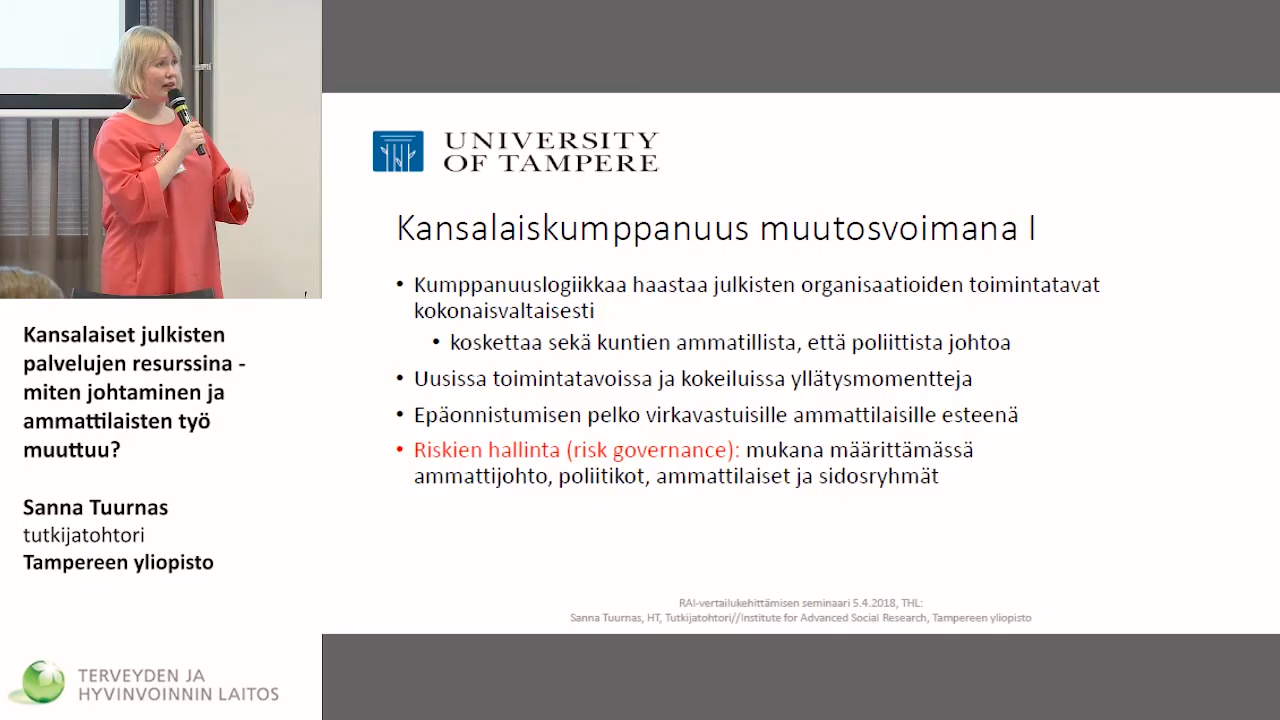 Kansalaiset julkisten
palvelujen resurssina -
miten johtaminen ja
ammattilaisten työ
muuttuu?
Sanna Tuurnas
tutkijatohtori
Tampereen yliopisto
TERVEYDEN JA
HYVINVOINNIN LAITOS
UNIVERSITY
OF TAMPERE
Kansalaiskumppanuus muutosvoimana I
• Kumppanuuslogiikkaa haastaa julkisten organisaatioiden toimintatavat
kokonaisvaltaisesti
• koskettaa sekä kuntien ammatillista, että poliittista johtoa
• Uusissa toimintatavoissa ja kokeiluissa yllätysmomentteja
• Epäonnistumisen pelko virkavastuisille ammattilaisille esteenä
• Riskien hallinta (risk governance): mukana määrittämässä
ammattijohto, poliitikot, ammattilaiset ja sidosryhmät
RAI-vertailukehittämisen seminaari 5.4.2018, THL:
Sanna Tuurnas, HT, Tutkijatohtori//Institute for Advanced Social Research, Tampereen yliopisto